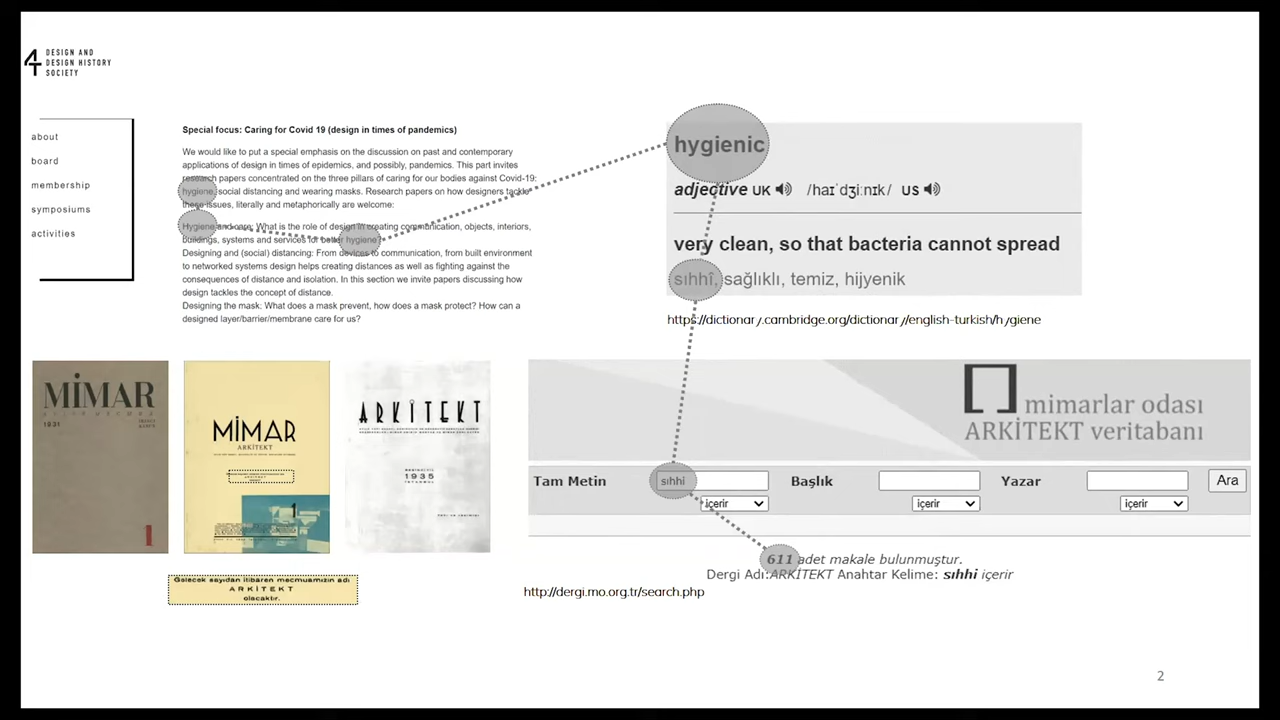 DESIGN AND
DESIGN HISTORY
SOCIETY
about
board
membership
symposiums
activities
Special focus: Caring for Covid 19 (design in times of pandemics)
We would like to put a special emphasis on the discussion on past and contemporary
applications of design in times of epidemics, and possibly, pandemics. This part invites
research papers concentrated on the three pillars of caring for our bodies against Covid-19:
hygiene, social distancing and wearing masks. Research papers on how designers tackle
these issues, literally and metaphorically are welcome:
Hygiene and care: What is the role of design in creating communication, objects, interiors,
buildings, systems and services for better hygiene?
Designing and (social) distancing: From devices to communication, from built environment
to networked systems design helps creating distances as well as fighting against the
consequences of distance and isolation. In this section we invite papers discussing how
design tackles the concept of distance.
Designing the mask: What does a mask prevent, how does a mask protect? How can a
designed layer/barrier/membrane care for us?
hygienic
adjective UK /haɪˈdʒiːnɪk/ US
very clean, so that bacteria cannot spread
sıhhî, sağlıklı, temiz, hijyenik
https://dictionary.cambridge.org/dictionary/english-turkish/hygiene
MİMAR
1931
1
MİMAR
ARKİTEKT
1
ARKİTEKT
1935
Gelecek sayıdan itibaren mecmuamızın adı
ARKİTEKT
olacaktır.
mimarlar odası
ARKİTEKT veritabanı
Tam Metin sıhhi Başlık Yazar Ara
içerir içerir içerir
611 adet makale bulunmuştur.
Dergi Adı:ARKİTEKT Anahtar Kelime: sıhhi içerir
http://dergi.mo.org.tr/search.php
2